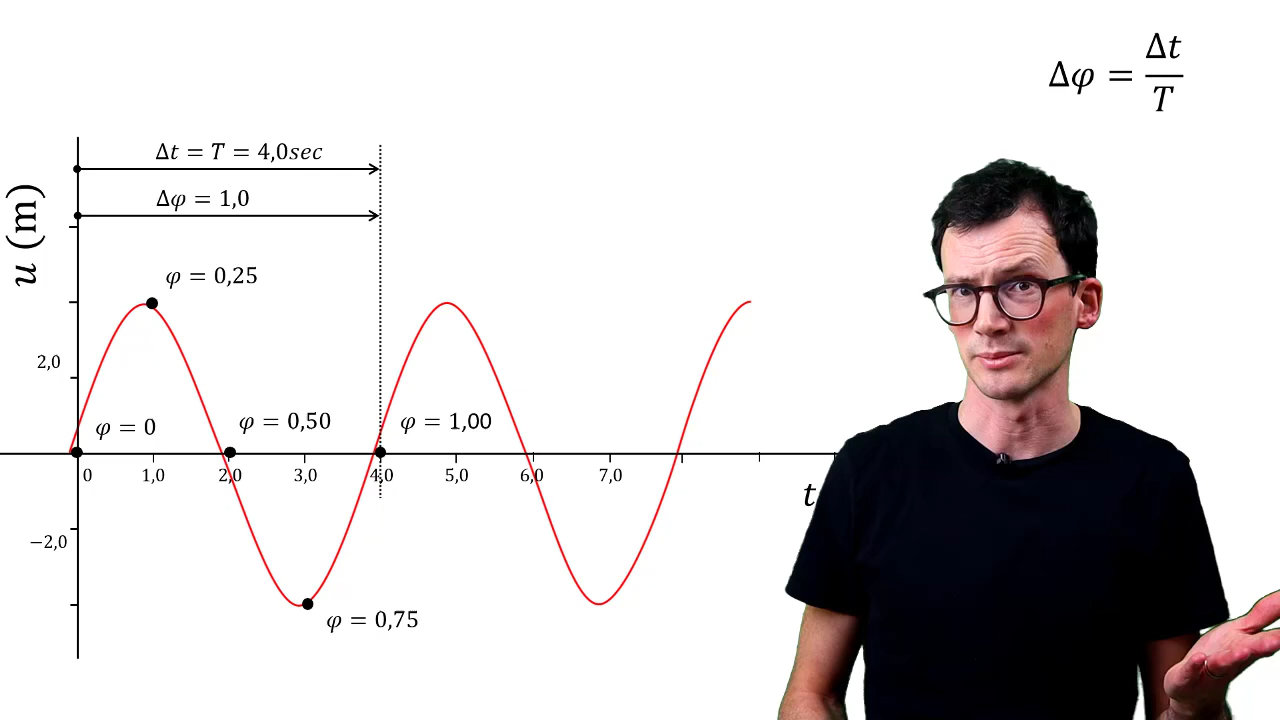 Δφ = Δt / T
Δt = T = 4,0sec
Δφ = 1,0
u (m)
φ = 0,25
2,0
φ = 0
φ = 0,50
φ = 1,00
0 1,0 2,0 3,0 4,0 5,0 6,0 7,0
t
−2,0
φ = 0,75